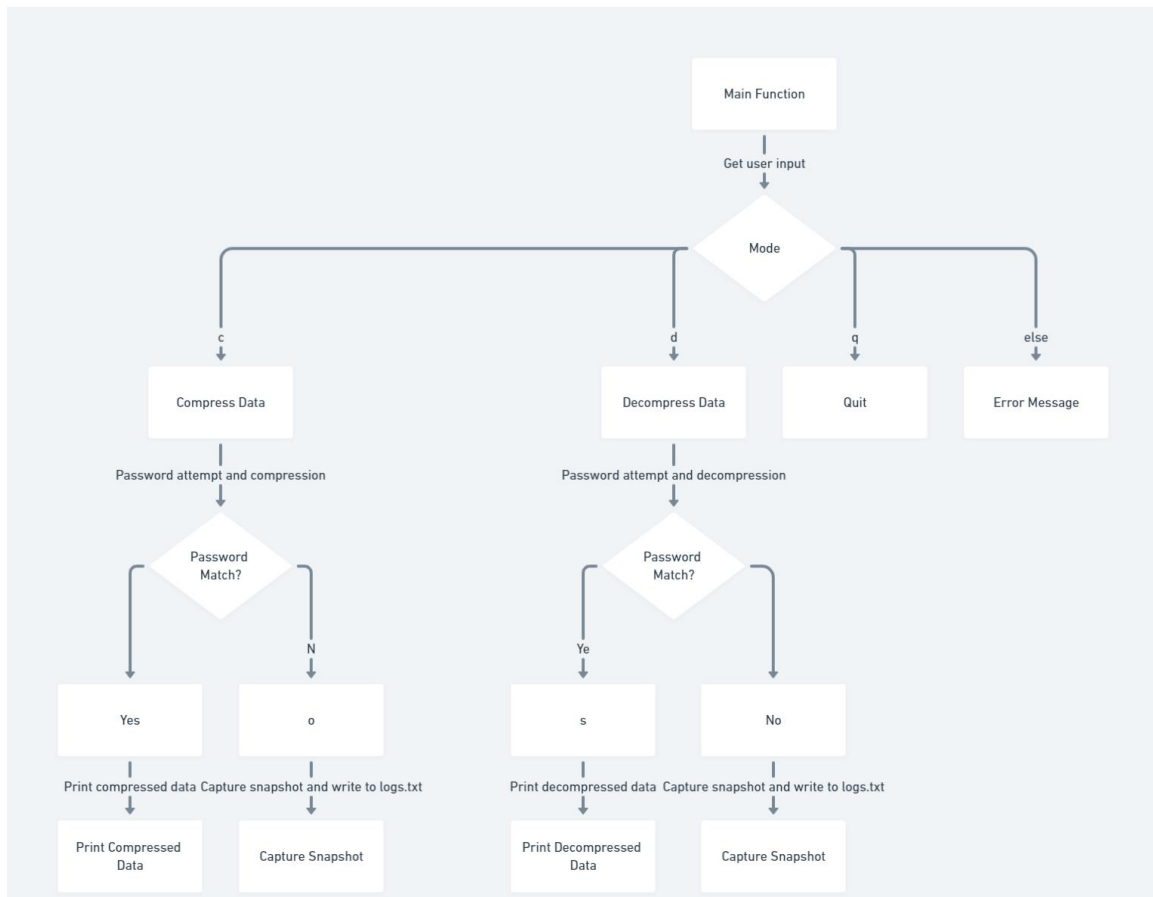 Main Function
Get user input
Mode
c
d
q
else
Compress Data
Decompress Data
Quit
Error Message
Password attempt and compression
Password attempt and decompression
Password
Match?
Password
Match?
N
Ye
Yes
o
s
No
Print compressed data
Capture snapshot and write to logs.txt
Print decompressed data
Capture snapshot and write to logs.txt
Print Compressed
Data
Capture Snapshot
Print Decompressed
Data
Capture Snapshot